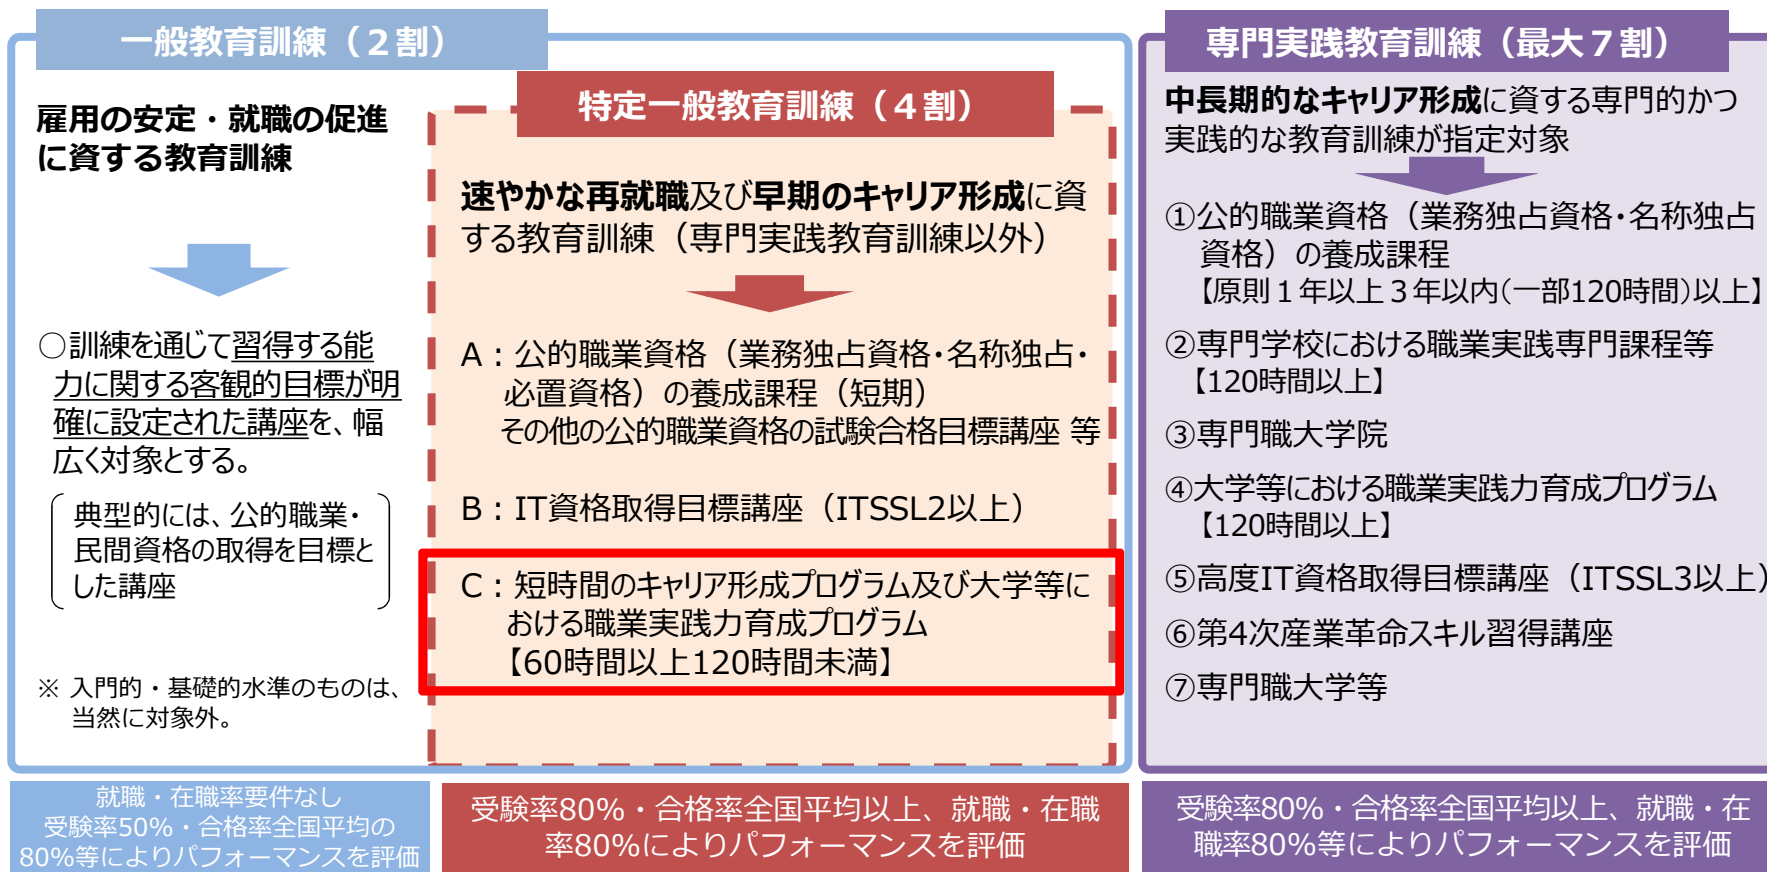 一般教育訓練（２割）
雇用の安定・就職の促進
に資する教育訓練
○訓練を通じて習得する能
力に関する客観的目標が明
確に設定された講座を、幅
広く対象とする。
典型的には、公的職業・
民間資格の取得を目標と
した講座
※ 入門的・基礎的水準のものは、
当然に対象外。
就職・在職率要件なし
受験率50%・合格率全国平均の
80%等によりパフォーマンスを評価
特定一般教育訓練（４割）
速やかな再就職及び早期のキャリア形成に資
する教育訓練（専門実践教育訓練以外）
A：公的職業資格（業務独占資格・名称独占・
必置資格）の養成課程（短期）
その他の公的職業資格の試験合格目標講座 等
B：IT資格取得目標講座（ITSSL2以上）
C：短時間のキャリア形成プログラム及び大学等に
おける職業実践力育成プログラム
【60時間以上120時間未満】
受験率80%・合格率全国平均以上、就職・在職
率80%によりパフォーマンスを評価
専門実践教育訓練（最大７割）
中長期的なキャリア形成に資する専門的かつ
実践的な教育訓練が指定対象
①公的職業資格（業務独占資格・名称独占
資格）の養成課程
【原則１年以上３年以内（一部120時間）以上】
②専門学校における職業実践専門課程等
【120時間以上】
③専門職大学院
④大学等における職業実践力育成プログラム
【120時間以上】
⑤高度IT資格取得目標講座（ITSSL3以上）
⑥第4次産業革命スキル習得講座
⑦専門職大学等
受験率80%・合格率全国平均以上、就職・在
職率80%等によりパフォーマンスを評価